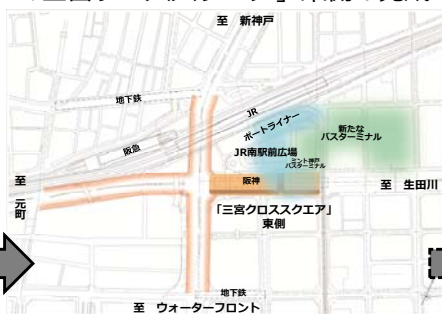 至 新神戸
地下鉄
JR
ポートライナー
新たな
バスターミナル
阪急
JR南駅前広場
ミント神戸
バスターミナル
至
元町
阪神
至 生田川
「三宮クロススクエア」
東側
地下鉄
至 ウォーターフロント